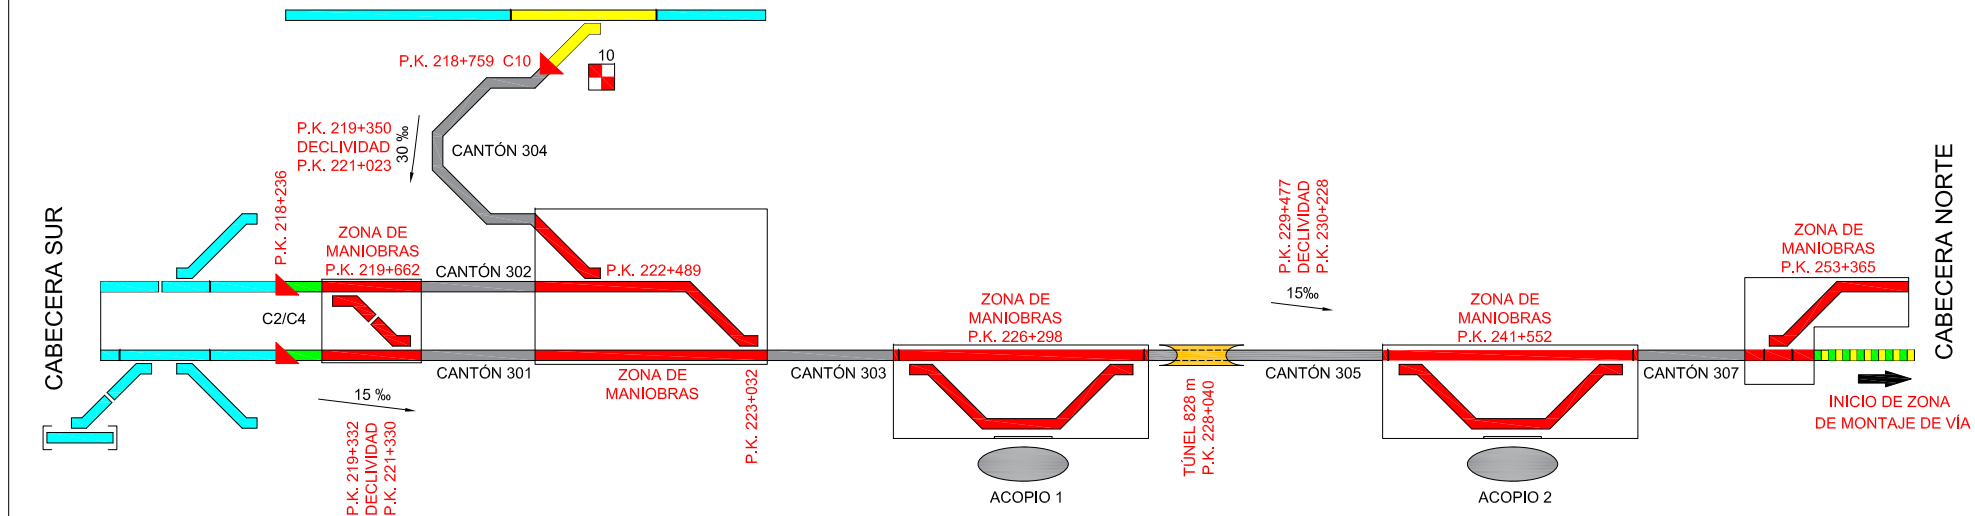 P.K. 218+759 C10
10
P.K. 219+350
DECLIVIDAD
P.K. 221+023
30 ‰
CANTÓN 304
CABECERA SUR
P.K. 218+236
ZONA DE
MANIOBRAS
P.K. 219+662
CANTÓN 302
P.K. 222+489
C2/C4
CANTÓN 301
15 ‰
P.K. 219+332
DECLIVIDAD
P.K. 221+330
ZONA DE
MANIOBRAS
P.K. 223+032
CANTÓN 303
ZONA DE
MANIOBRAS
P.K. 226+298
ACOPIO 1
TÚNEL 828 m
P.K. 228+040
P.K. 229+477
DECLIVIDAD
P.K. 230+228
15‰
CANTÓN 305
ZONA DE
MANIOBRAS
P.K. 241+552
ACOPIO 2
CANTÓN 307
ZONA DE
MANIOBRAS
P.K. 253+365
CABECERA NORTE
INICIO DE ZONA
DE MONTAJE DE VÍA